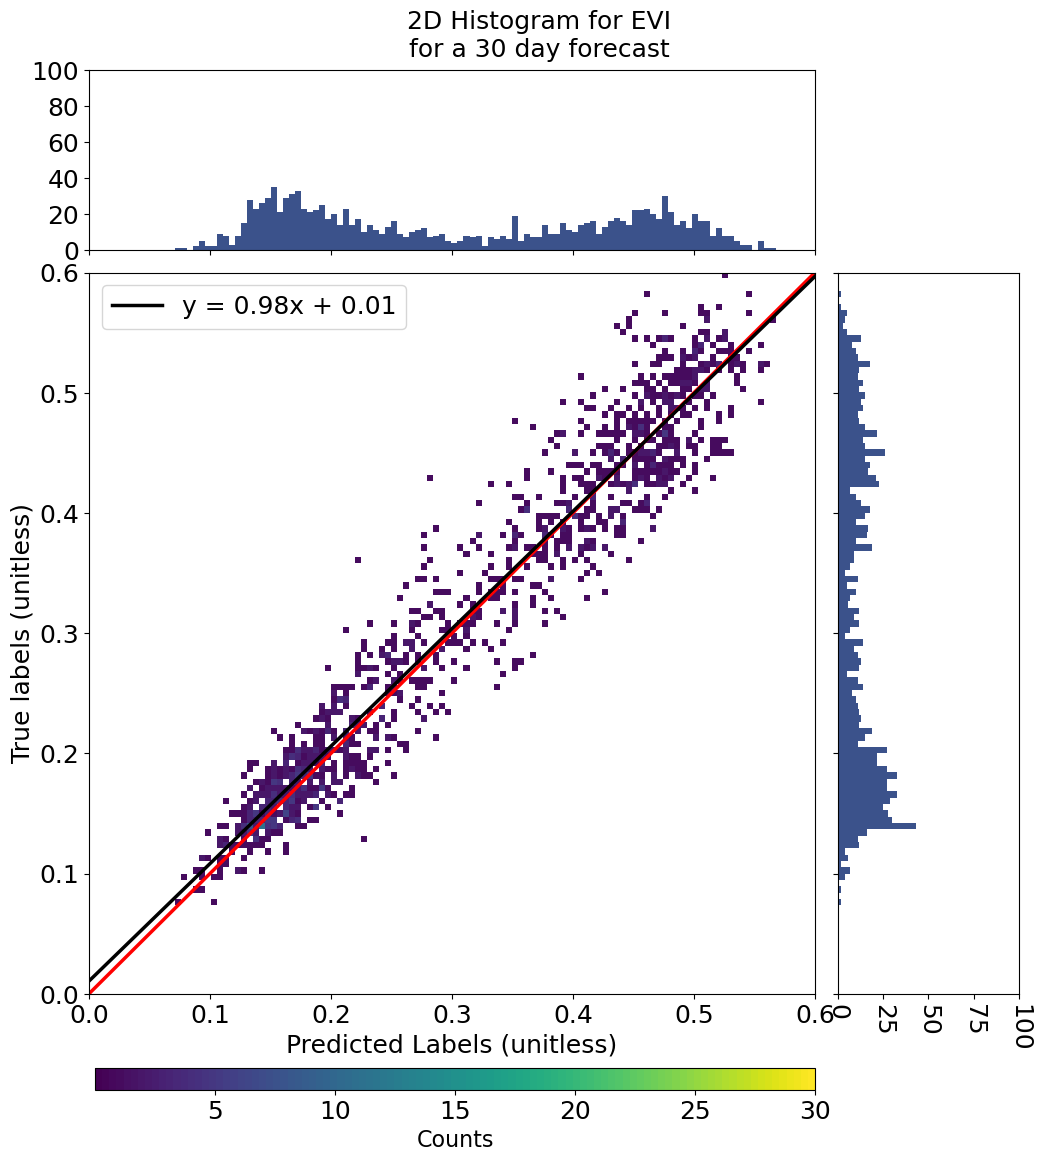 2D Histogram for EVI
for a 30 day forecast
100
80
60
40
20
0
0.6
0.5
0.4
0.3
0.2
0.1
0.0
y = 0.98x + 0.01
True labels (unitless)
0.0 0.1 0.2 0.3 0.4 0.5 0.6
Predicted Labels (unitless)
0 25 50 75 100
5 10 15 20 25 30
Counts